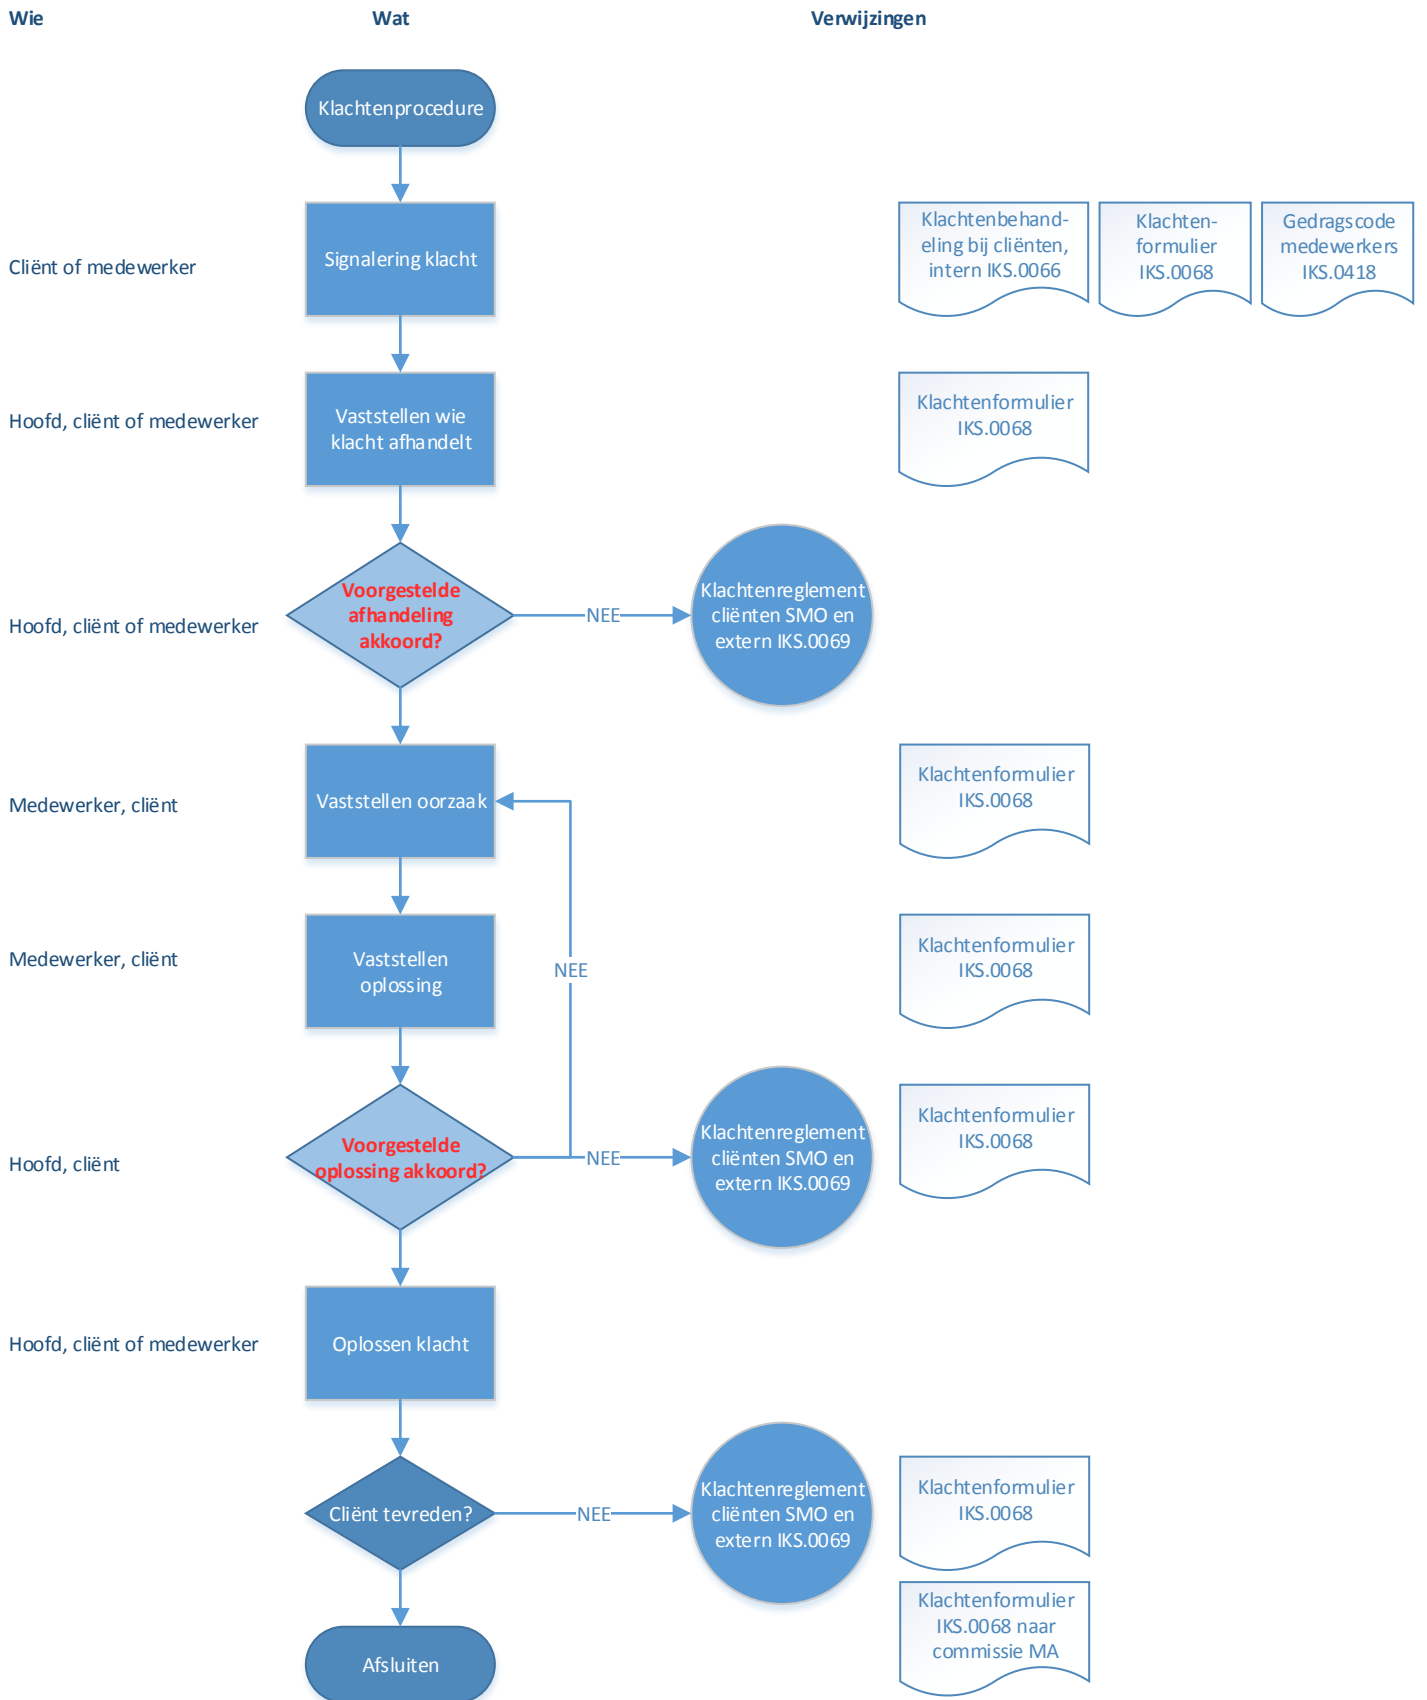 Wie
Wat
Verwijzingen
Klachtenprocedure
Cliënt of medewerker
Signalering klacht
Klachtenbehand-
eling bij cliënten,
intern IKS.0066
Klachten-
formulier
IKS.0068
Gedragscode
medewerkers
IKS.0418
Hoofd, cliënt of medewerker
Vaststellen wie
klacht afhandelt
Klachtenformulier
IKS.0068
Hoofd, cliënt of medewerker
Voorgestelde
afhandeling
akkoord?
NEE
Klachtenreglement
cliënten SMO en
extern IKS.0069
Medewerker, cliënt
Vaststellen oorzaak
Klachtenformulier
IKS.0068
Medewerker, cliënt
Vaststellen
oplossing
NEE
Klachtenformulier
IKS.0068
Hoofd, cliënt
Voorgestelde
oplossing akkoord?
NEE
Klachtenreglement
cliënten SMO en
extern IKS.0069
Klachtenformulier
IKS.0068
Hoofd, cliënt of medewerker
Oplossen klacht
Cliënt tevreden?
NEE
Klachtenreglement
cliënten SMO en
extern IKS.0069
Klachtenformulier
IKS.0068
Afsluiten
Klachtenformulier
IKS.0068 naar
commissie MA